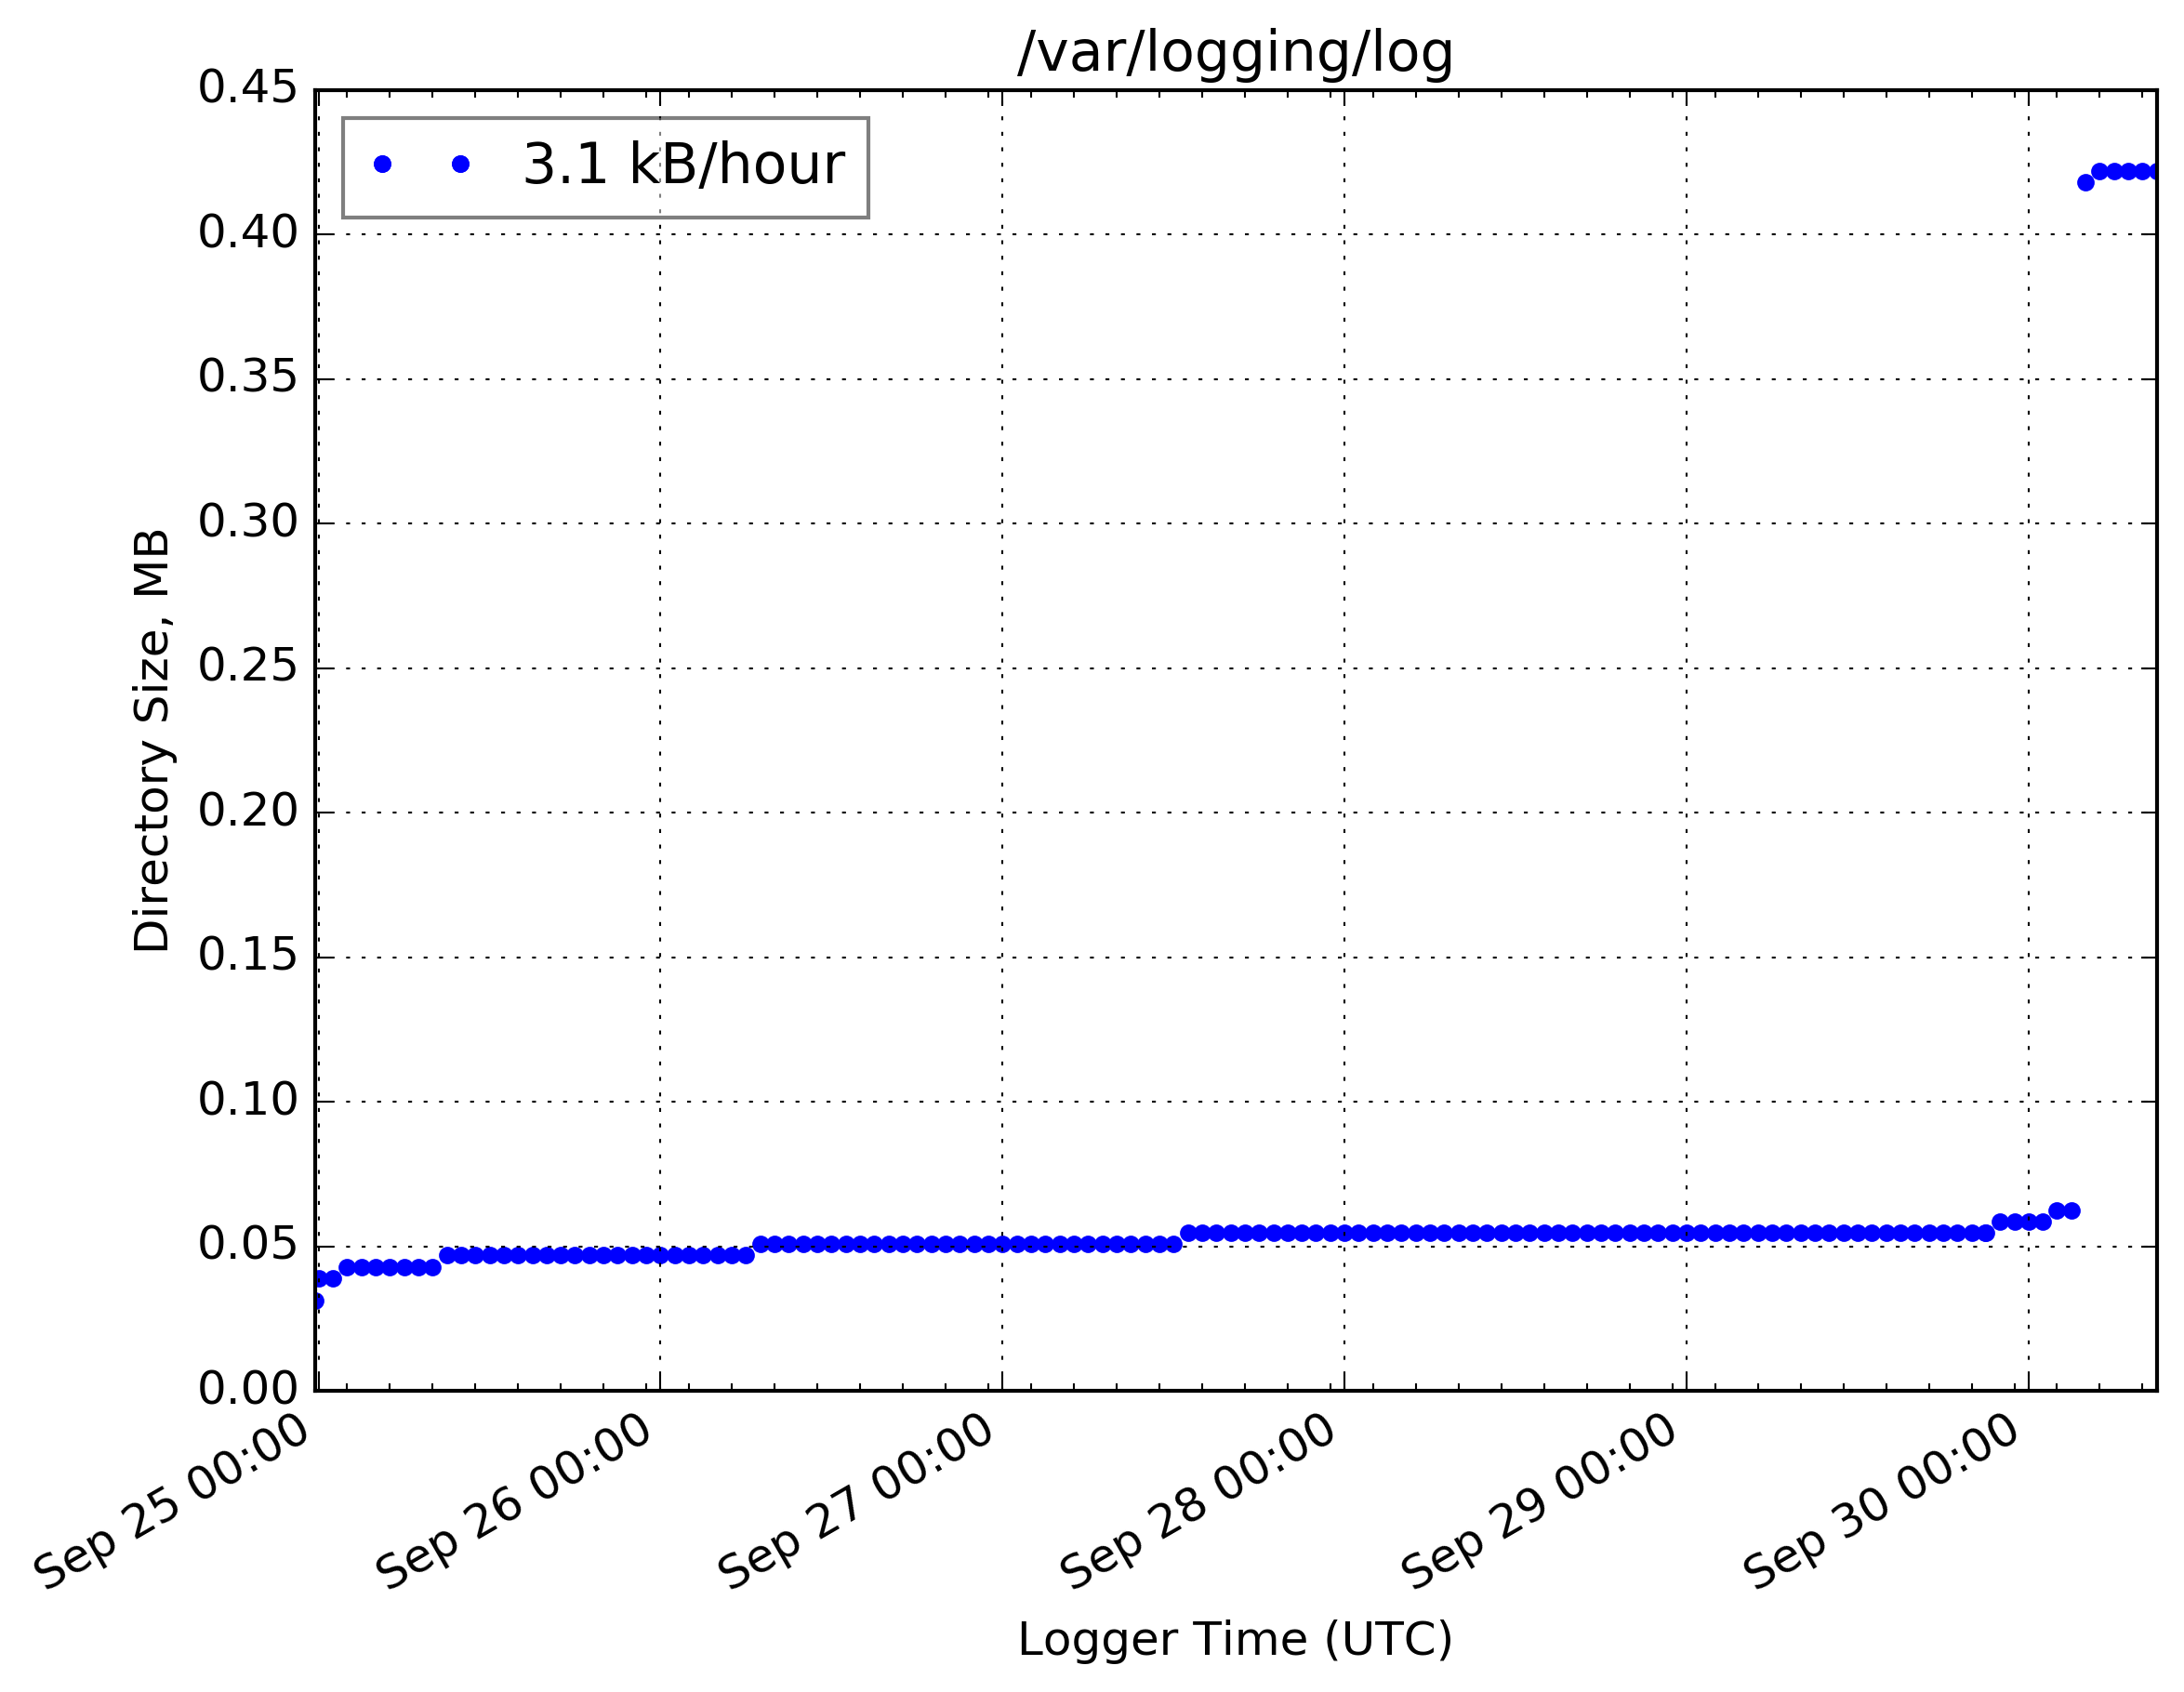 /var/logging/log
0.45
3.1 kB/hour
0.40
0.35
0.30
0.25
0.20
0.15
0.10
0.05
0.00
Directory Size, MB
Sep 25 00:00
Sep 26 00:00
Sep 27 00:00
Sep 28 00:00
Sep 29 00:00
Sep 30 00:00
Logger Time (UTC)